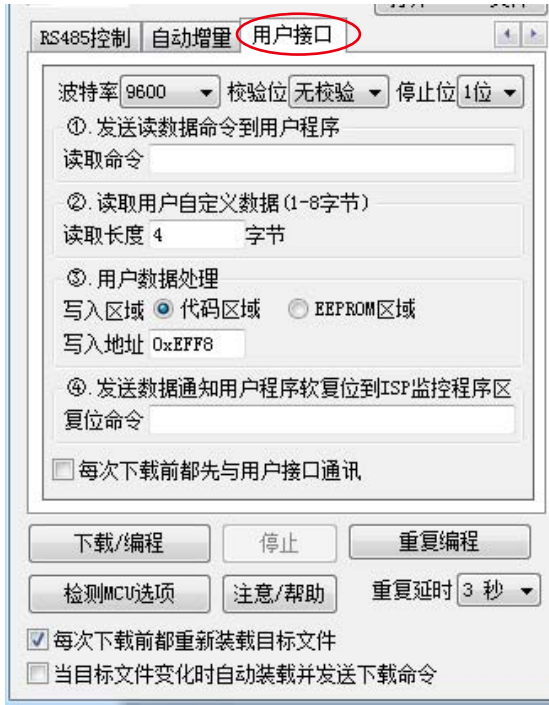 RS485控制 自动增量 用户接口
波特率 9600 校验位 无校验 停止位 1位
①.发送读数据命令到用户程序
读取命令
②.读取用户自定义数据(1-8字节)
读取长度 4 字节
③.用户数据处理
写入区域 代码区域 EEPROM区域
写入地址 0xEFF8
④.发送数据通知用户程序软复位到ISP监控程序区
复位命令
每次下载前都先与用户接口通讯
下载/编程 停止 重复编程
检测MCU选项 注意/帮助 重复延时 3 秒
每次下载前都重新装载目标文件
当目标文件变化时自动装载并发送下载命令